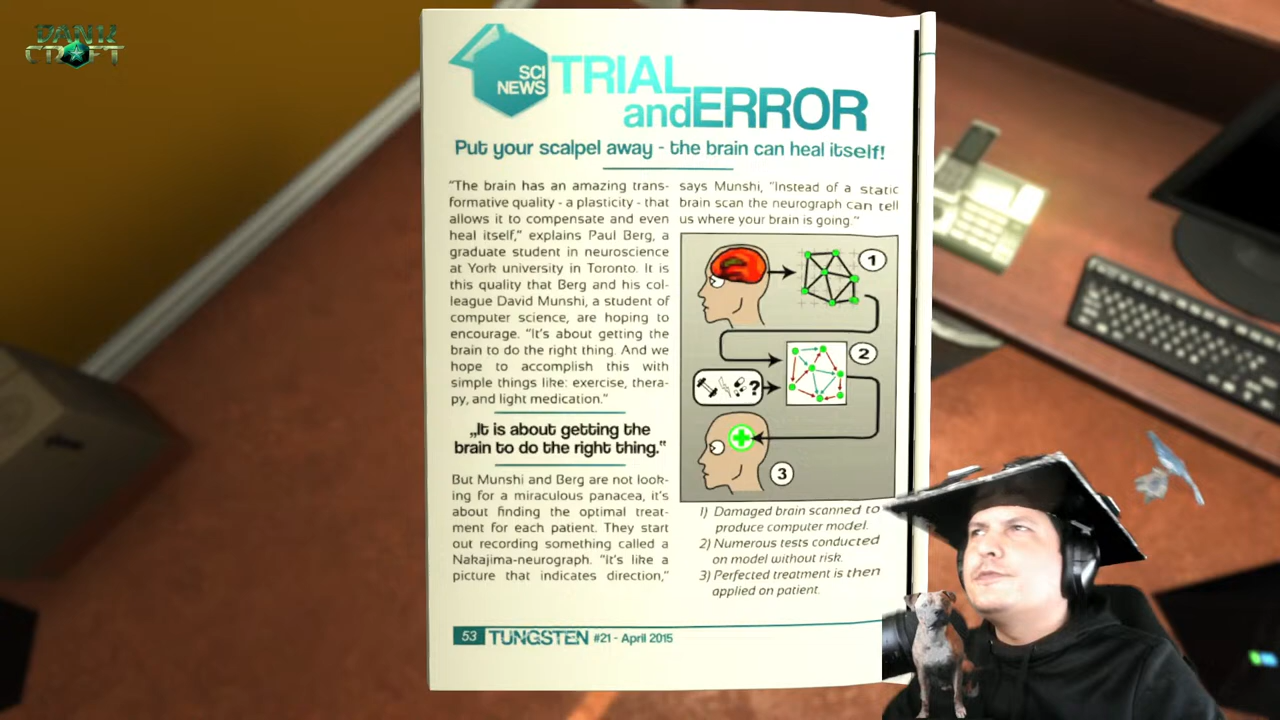 DANK
CRAFT
SCI
NEWS
TRIAL
and ERROR
Put your scalpel away - the brain can heal itself!
"The brain has an amazing trans-
formative quality - a plasticity - that
allows it to compensate and even
heal itself," explains Paul Berg, a
graduate student in neuroscience
at York university in Toronto. It is
this quality that Berg and his col-
league David Munshi, a student of
computer science, are hoping to
encourage. "It's about getting the
brain to do the right thing. And we
hope to accomplish this with
simple things like: exercise, thera-
py, and light medication."
„It is about getting the
brain to do the right thing."
But Munshi and Berg are not look-
ing for a miraculous panacea, it's
about finding the optimal treat-
ment for each patient. They start
out recording something called a
Nakajima-neurograph. "It's like a
picture that indicates direction,"
says Munshi, "Instead of a static
brain scan the neurograph can tell
us where your brain is going."
1
2
?
3
1) Damaged brain scanned to
produce computer model.
2) Numerous tests conducted
on model without risk.
3) Perfected treatment is then
applied on patient.
53 TUNGSTEN #21 - April 2015